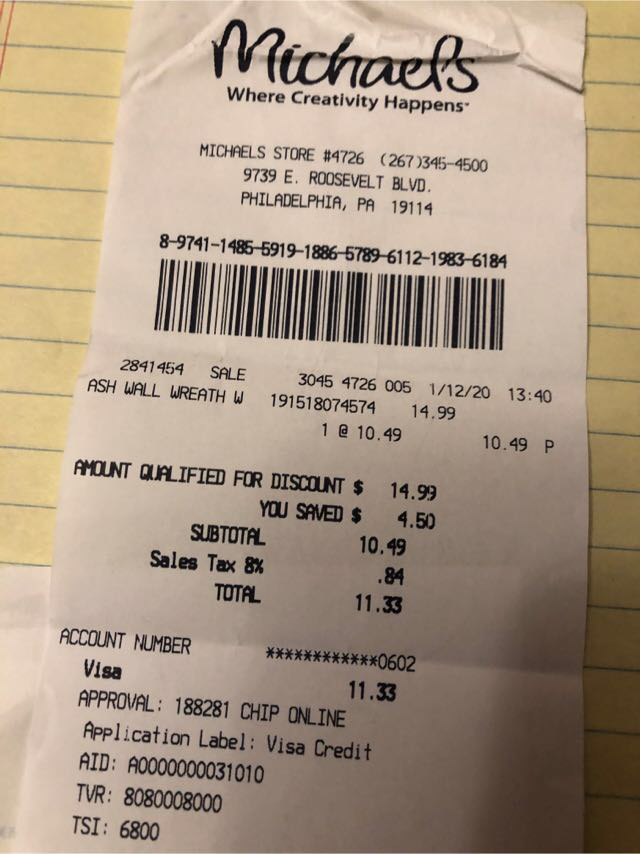 Michaels
Where Creativity Happens™
MICHAELS STORE #4726 (267)345-4500
9739 E. ROOSEVELT BLVD.
PHILADELPHIA, PA 19114
8-9741-1485-5919-1886-5789-6112-1983-6184
2841454 SALE 3045 4726 005 1/12/20 13:40
ASH WALL WREATH W 191518074574 14.99
1 @ 10.49 10.49 P
AMOUNT QUALIFIED FOR DISCOUNT $ 14.99
YOU SAVED $ 4.50
SUBTOTAL 10.49
Sales Tax 8% .84
TOTAL 11.33
ACCOUNT NUMBER ************0602
Visa 11.33
APPROVAL: 188281 CHIP ONLINE
Application Label: Visa Credit
AID: A0000000031010
TVR: 8080008000
TSI: 6800